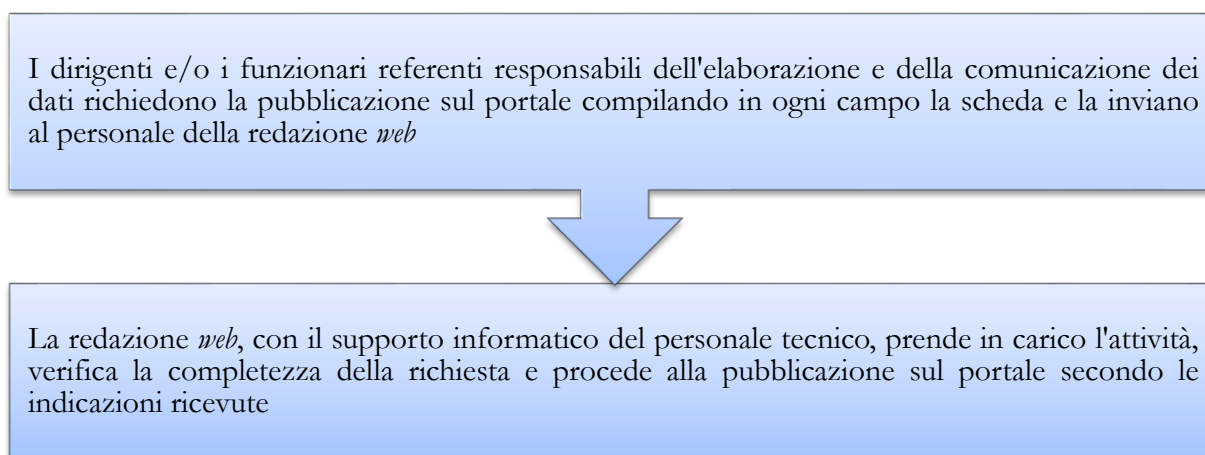 I dirigenti e/o i funzionari referenti responsabili dell'elaborazione e della comunicazione dei
dati richiedono la pubblicazione sul portale compilando in ogni campo la scheda e la inviano
al personale della redazione web
La redazione web, con il supporto informatico del personale tecnico, prende in carico l'attività,
verifica la completezza della richiesta e procede alla pubblicazione sul portale secondo le
indicazioni ricevute